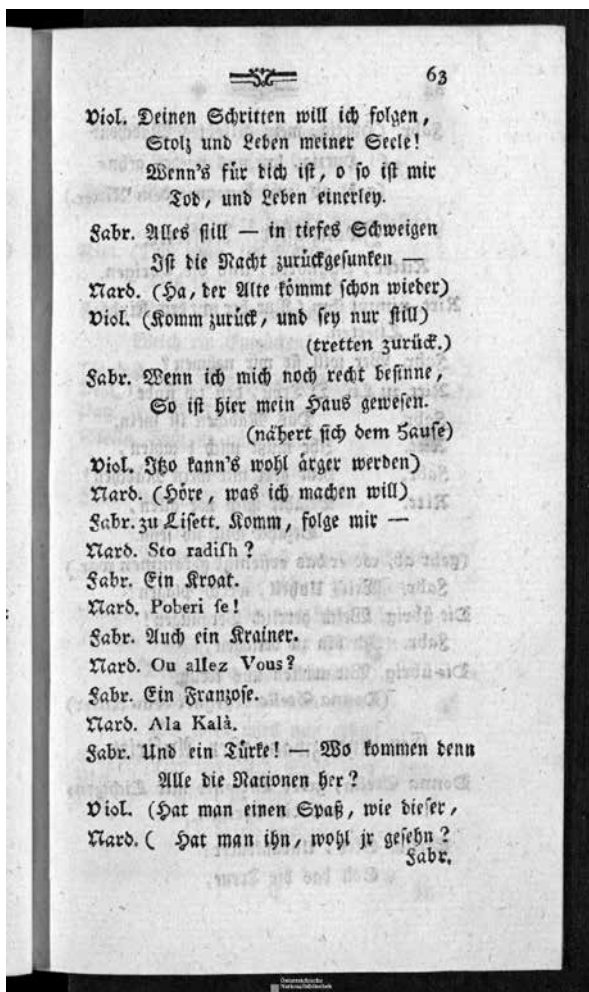 63
Viol. Deinen Schritten will ich folgen,
Stolz und Leben meiner Seele!
Wenn's für dich ist, o so ist mir
Tod, und Leben einerley.
Fabr. Alles still — in tiefes Schweigen
Ist die Nacht zurückgesunken —
Nard. (Ha, der Alte kömmt schon wieder)
Viol. (Komm zurück, und sey nur still)
(tretten zurück.)
Fabr. Wenn ich mich noch recht besinne,
So ist hier mein Haus gewesen.
(nähert sich dem Hause)
Viol. Itzo kann's wohl ärger werden)
Nard. (Höre, was ich machen will)
Fabr. zu Lisett. Komm, folge mir —
Nard. Sto radish?
Fabr. Ein Kroat.
Nard. Poberi se!
Fabr. Auch ein Krainer.
Nard. Ou allez Vous?
Fabr. Ein Franzose.
Nard. Ala Kalà.
Fabr. Und ein Türke! — Wo kommen denn
Alle die Nationen her?
Viol. (Hat man einen Spaß, wie dieser,
Nard. ( Hat man ihn, wohl je gesehn?
Fabr.
Österreichische
Nationalbibliothek